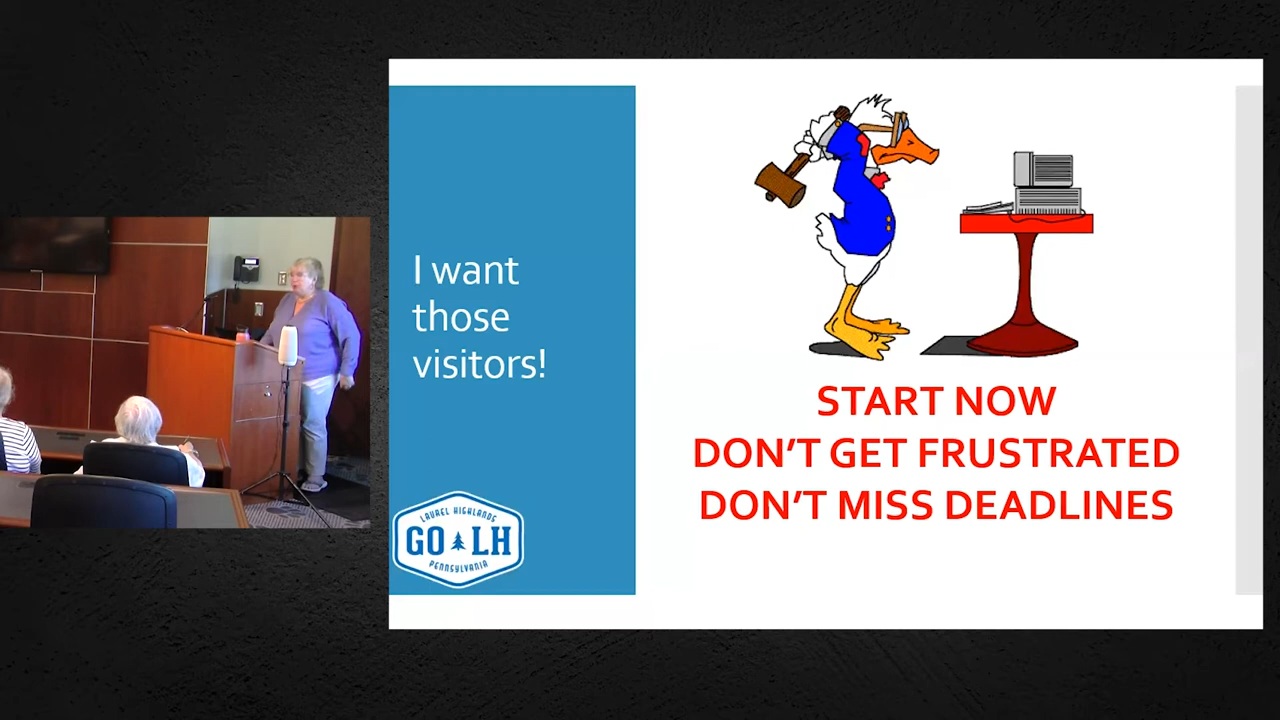 I want
those
visitors!
LAUREL HIGHLANDS
GO LH
PENNSYLVANIA
START NOW
DON'T GET FRUSTRATED
DON'T MISS DEADLINES